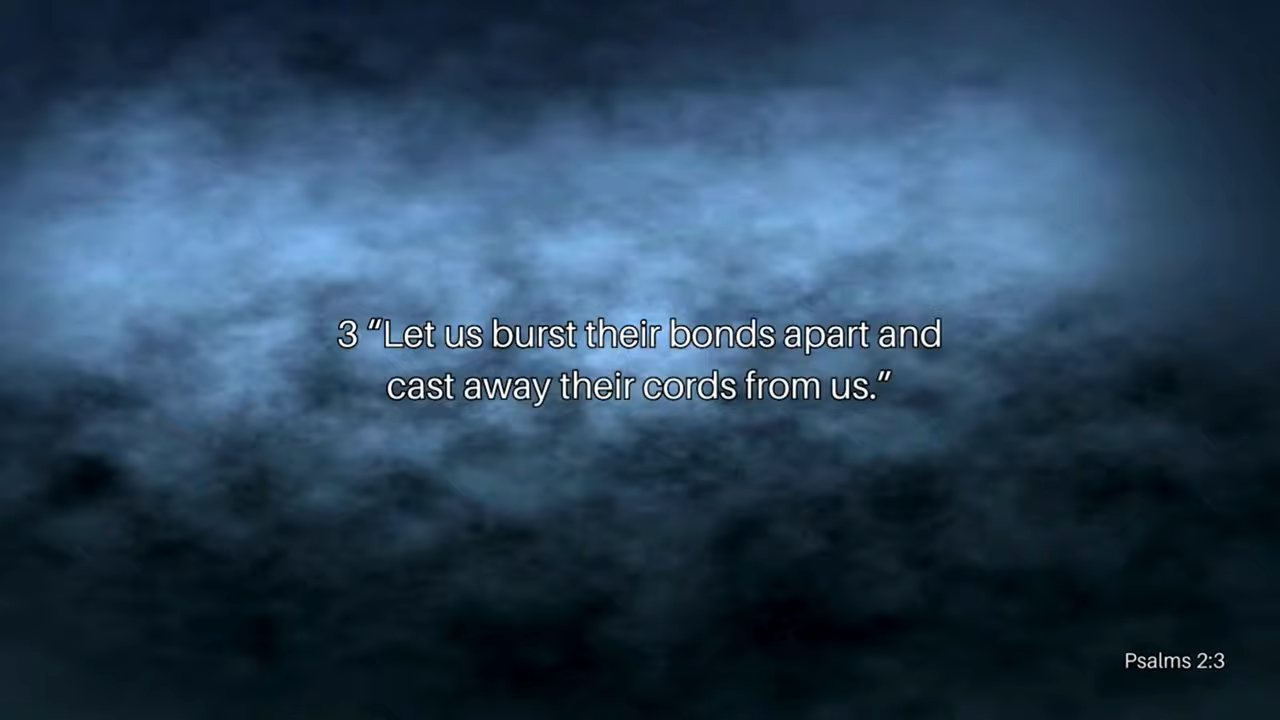 3 “Let us burst their bonds apart and
cast away their cords from us.”
Psalms 2:3